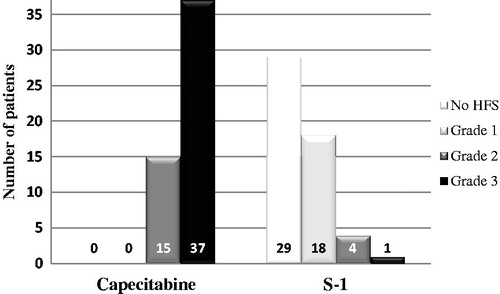 Number of patients
35
30
25
20
15
10
5
0
0 0 15 37 29 18 4 1
Capecitabine S-1
No HFS
Grade 1
Grade 2
Grade 3